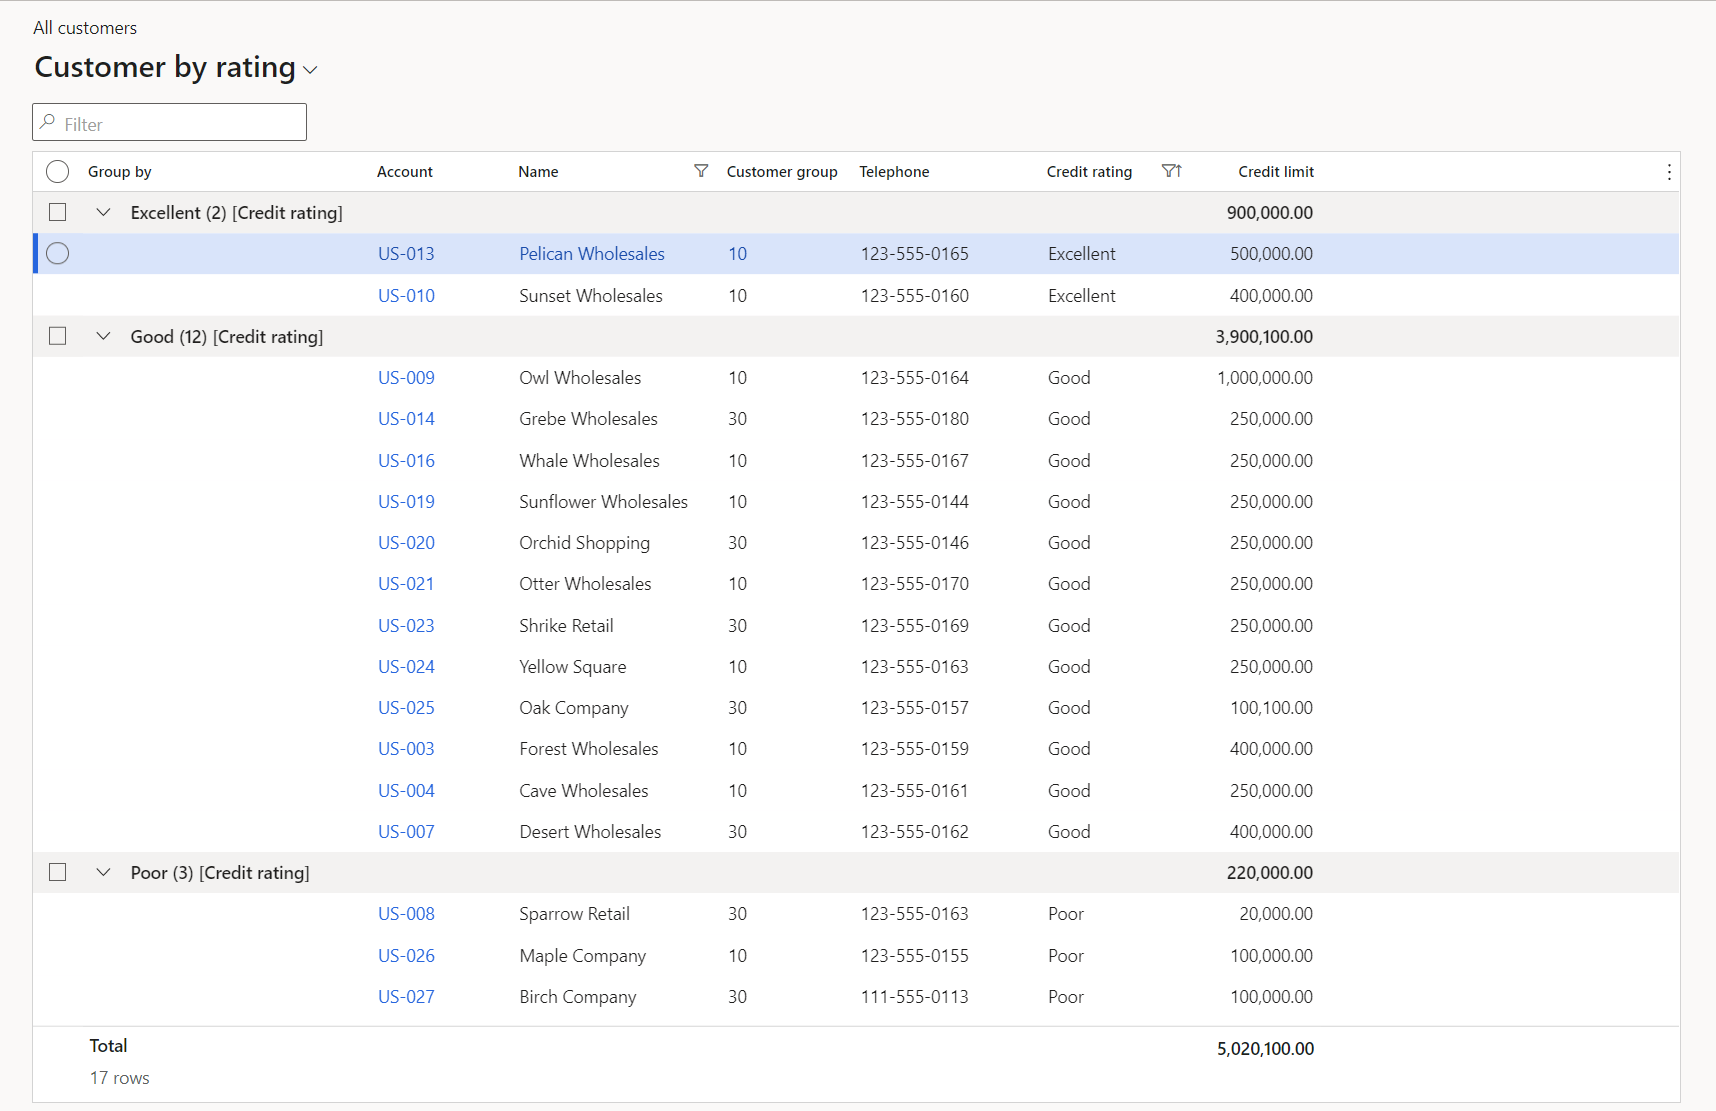 All customers
Customer by rating
Filter
Group by Account Name Customer group Telephone Credit rating Credit limit
Excellent (2) [Credit rating] 900,000.00
US-013 Pelican Wholesales 10 123-555-0165 Excellent 500,000.00
US-010 Sunset Wholesales 10 123-555-0160 Excellent 400,000.00
Good (12) [Credit rating] 3,900,100.00
US-009 Owl Wholesales 10 123-555-0164 Good 1,000,000.00
US-014 Grebe Wholesales 30 123-555-0180 Good 250,000.00
US-016 Whale Wholesales 10 123-555-0167 Good 250,000.00
US-019 Sunflower Wholesales 10 123-555-0144 Good 250,000.00
US-020 Orchid Shopping 30 123-555-0146 Good 250,000.00
US-021 Otter Wholesales 10 123-555-0170 Good 250,000.00
US-023 Shrike Retail 30 123-555-0169 Good 250,000.00
US-024 Yellow Square 10 123-555-0163 Good 250,000.00
US-025 Oak Company 30 123-555-0157 Good 100,100.00
US-003 Forest Wholesales 10 123-555-0159 Good 400,000.00
US-004 Cave Wholesales 10 123-555-0161 Good 250,000.00
US-007 Desert Wholesales 30 123-555-0162 Good 400,000.00
Poor (3) [Credit rating] 220,000.00
US-008 Sparrow Retail 30 123-555-0163 Poor 20,000.00
US-026 Maple Company 10 123-555-0155 Poor 100,000.00
US-027 Birch Company 30 111-555-0113 Poor 100,000.00
Total 5,020,100.00
17 rows